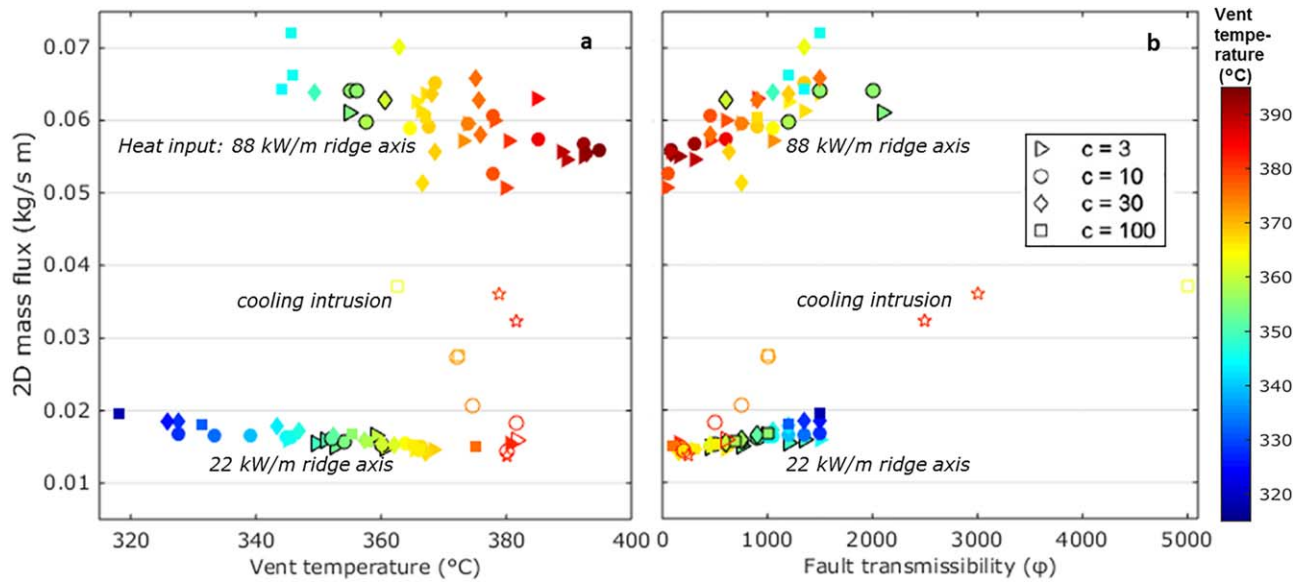 a
b
Vent
tempe-
rature
(°C)
0.07
0.06
0.05
0.04
0.03
0.02
0.01
2D mass flux (kg/s m)
Heat input: 88 kW/m ridge axis
cooling intrusion
22 kW/m ridge axis
320
340
360
380
400
Vent temperature (°C)
88 kW/m ridge axis
c = 3
c = 10
c = 30
c = 100
cooling intrusion
22 kW/m ridge axis
0
1000
2000
3000
4000
5000
Fault transmissibility (φ)
390
380
370
360
350
340
330
320